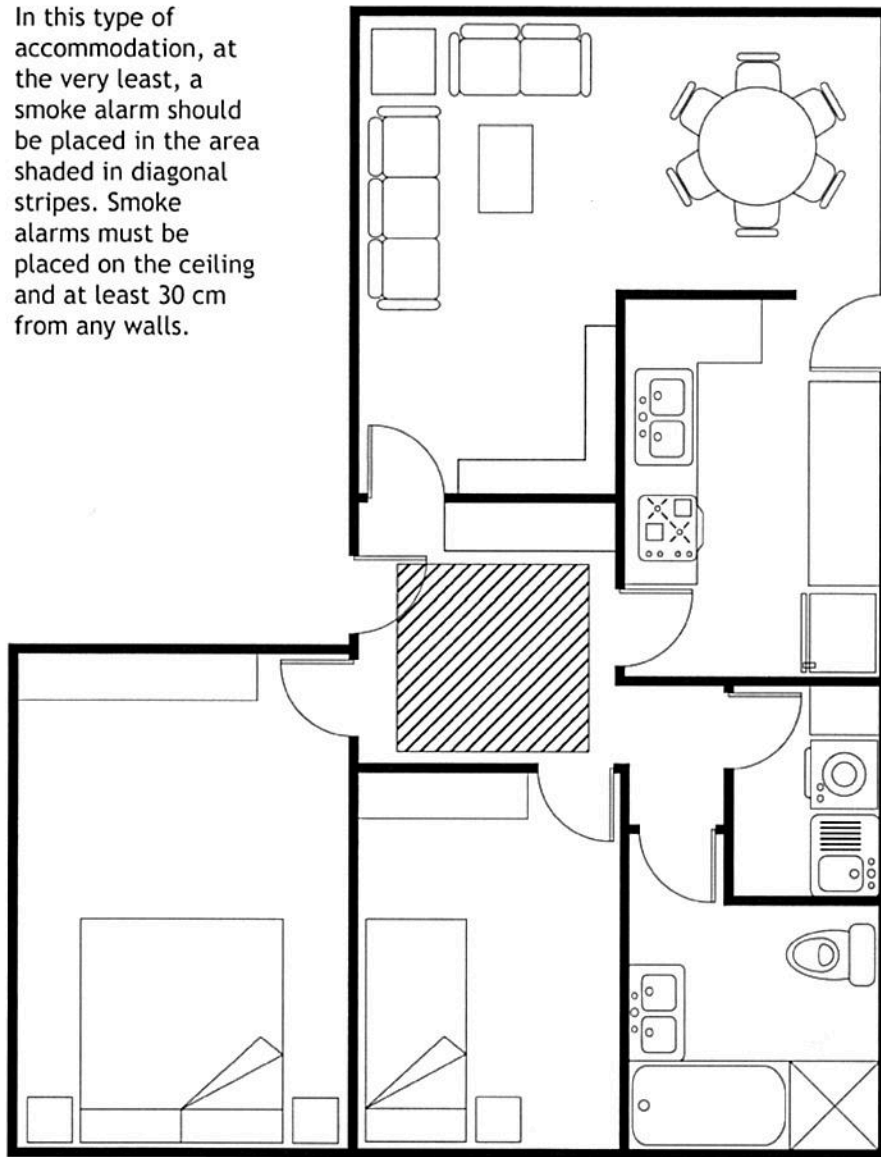 In this type of
accommodation, at
the very least, a
smoke alarm should
be placed in the area
shaded in diagonal
stripes. Smoke
alarms must be
placed on the ceiling
and at least 30 cm
from any walls.